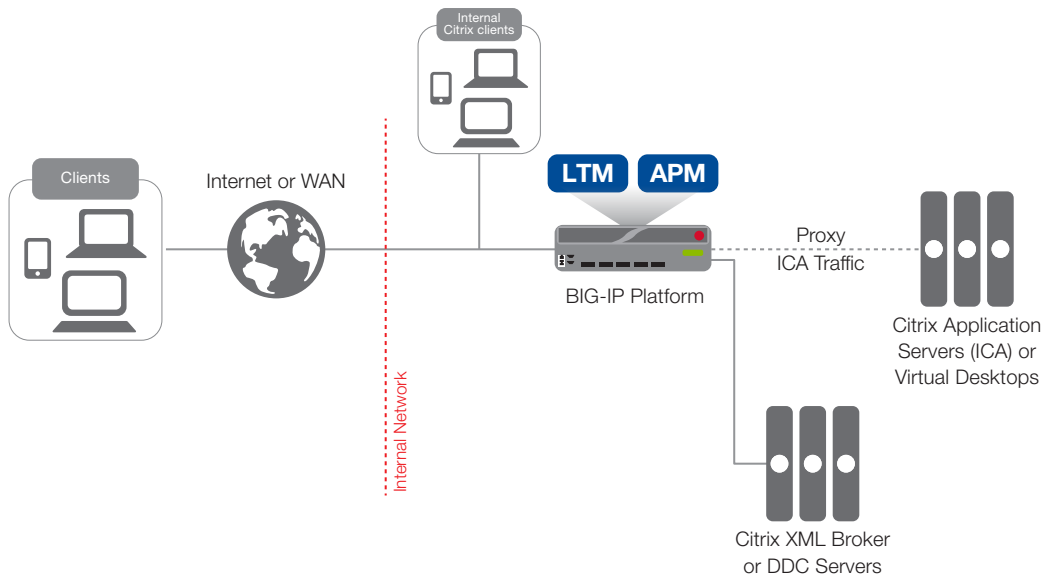 Internal
Citrix clients
Clients
Internet or WAN
LTM
APM
Proxy
ICA Traffic
BIG-IP Platform
Citrix Application
Servers (ICA) or
Virtual Desktops
Internal Network
Citrix XML Broker
or DDC Servers